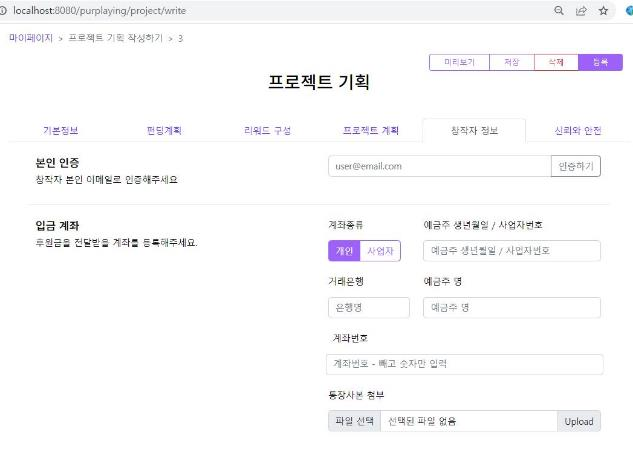 localhost:8080/purplaying/project/write
마이페이지 > 프로젝트 기획 작성하기 > 3
미리보기 저장 삭제 등록
프로젝트 기획
기본정보 펀딩계획 리워드 구성 프로젝트 계획 창작자 정보 신뢰와 안전
본인 인증
창작자 본인 이메일로 인증해주세요
user@email.com 인증하기
입금 계좌
후원금을 전달받을 계좌를 등록해주세요.
계좌종류 예금주 생년월일 / 사업자번호
개인 사업자 예금주 생년월일 / 사업자번호
거래은행 예금주 명
은행명 예금주 명
계좌번호
계좌번호 - 빼고 숫자만 입력
통장사본 첨부
파일 선택 선택된 파일 없음 Upload